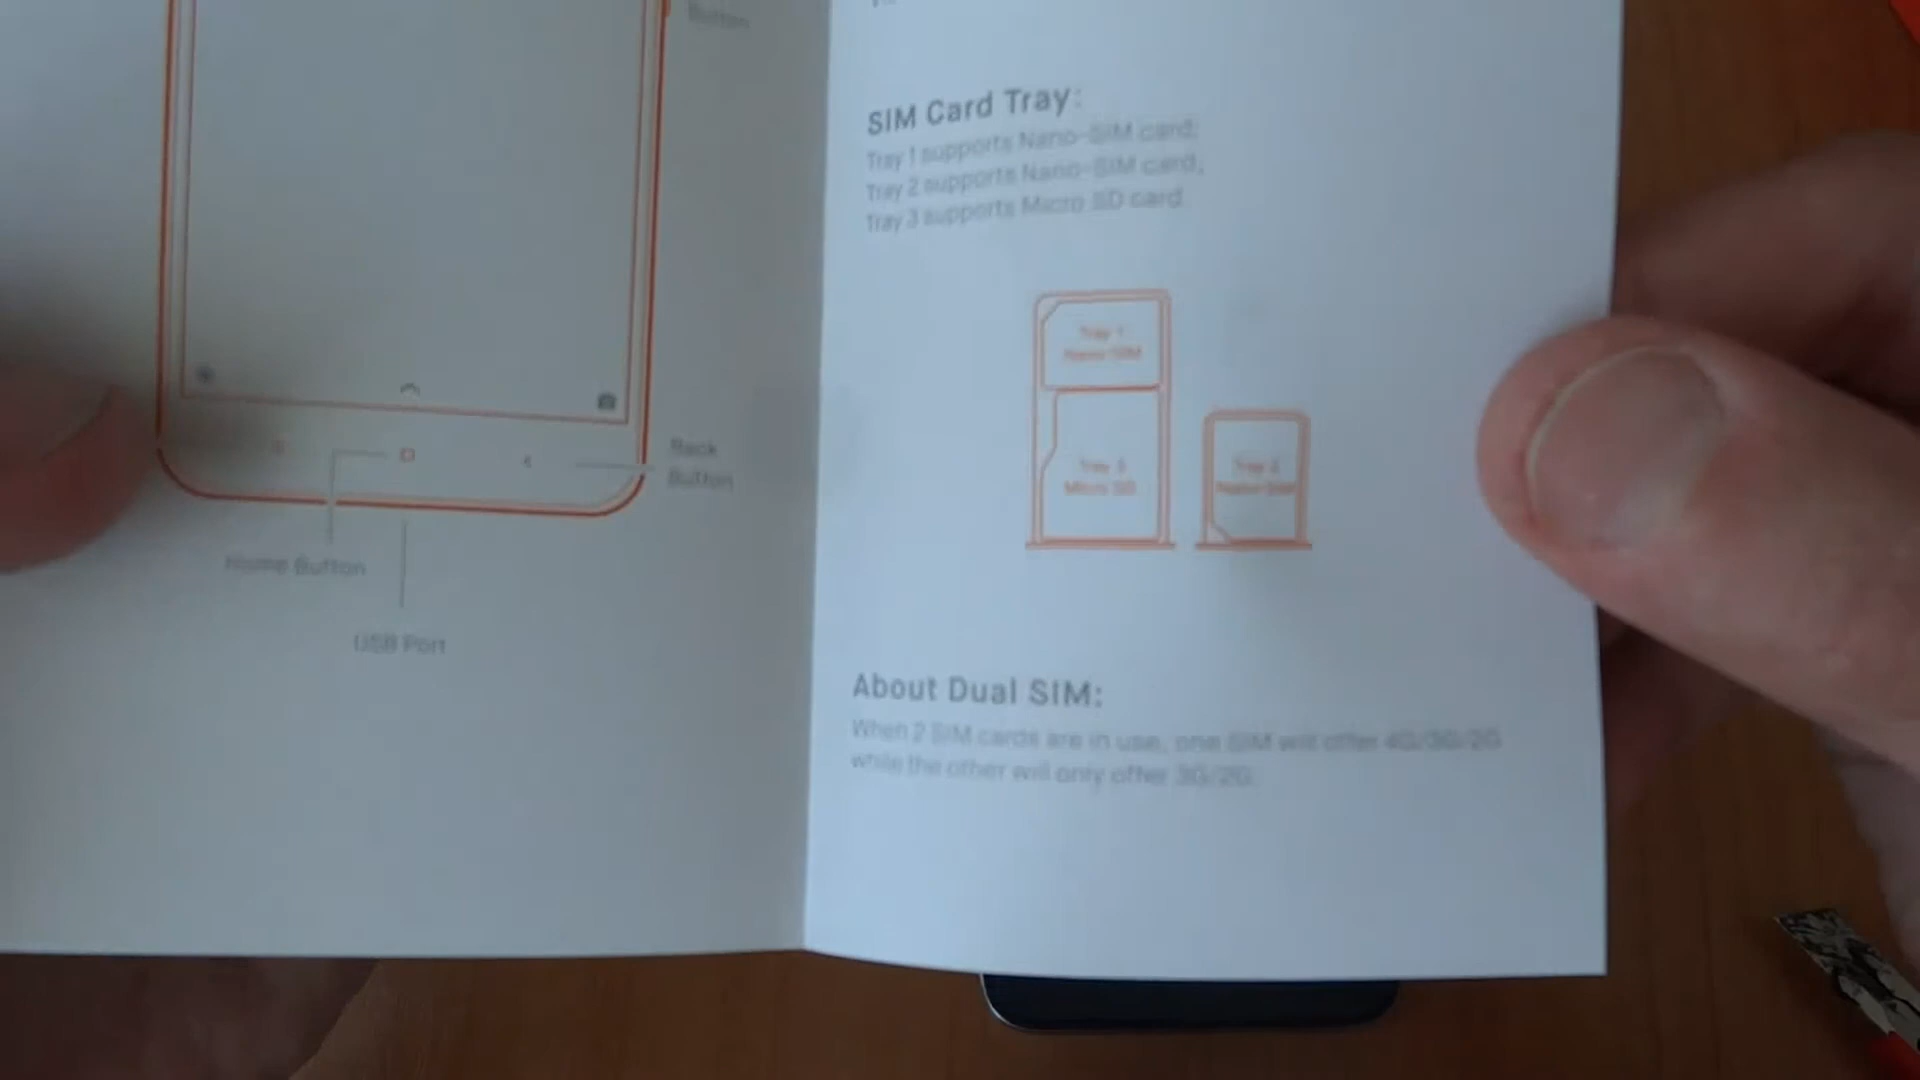 Button
Back
Button
Home Button
USB Port
SIM Card Tray:
Tray 1 supports Nano-SIM card;
Tray 2 supports Nano-SIM card;
Tray 3 supports Micro SD card.
Tray 1
Nano SIM
Tray 3
Micro SD
Tray 2
Nano SIM
About Dual SIM:
When 2 SIM cards are in use, one SIM will offer 4G/3G/2G
while the other will only offer 3G/2G.